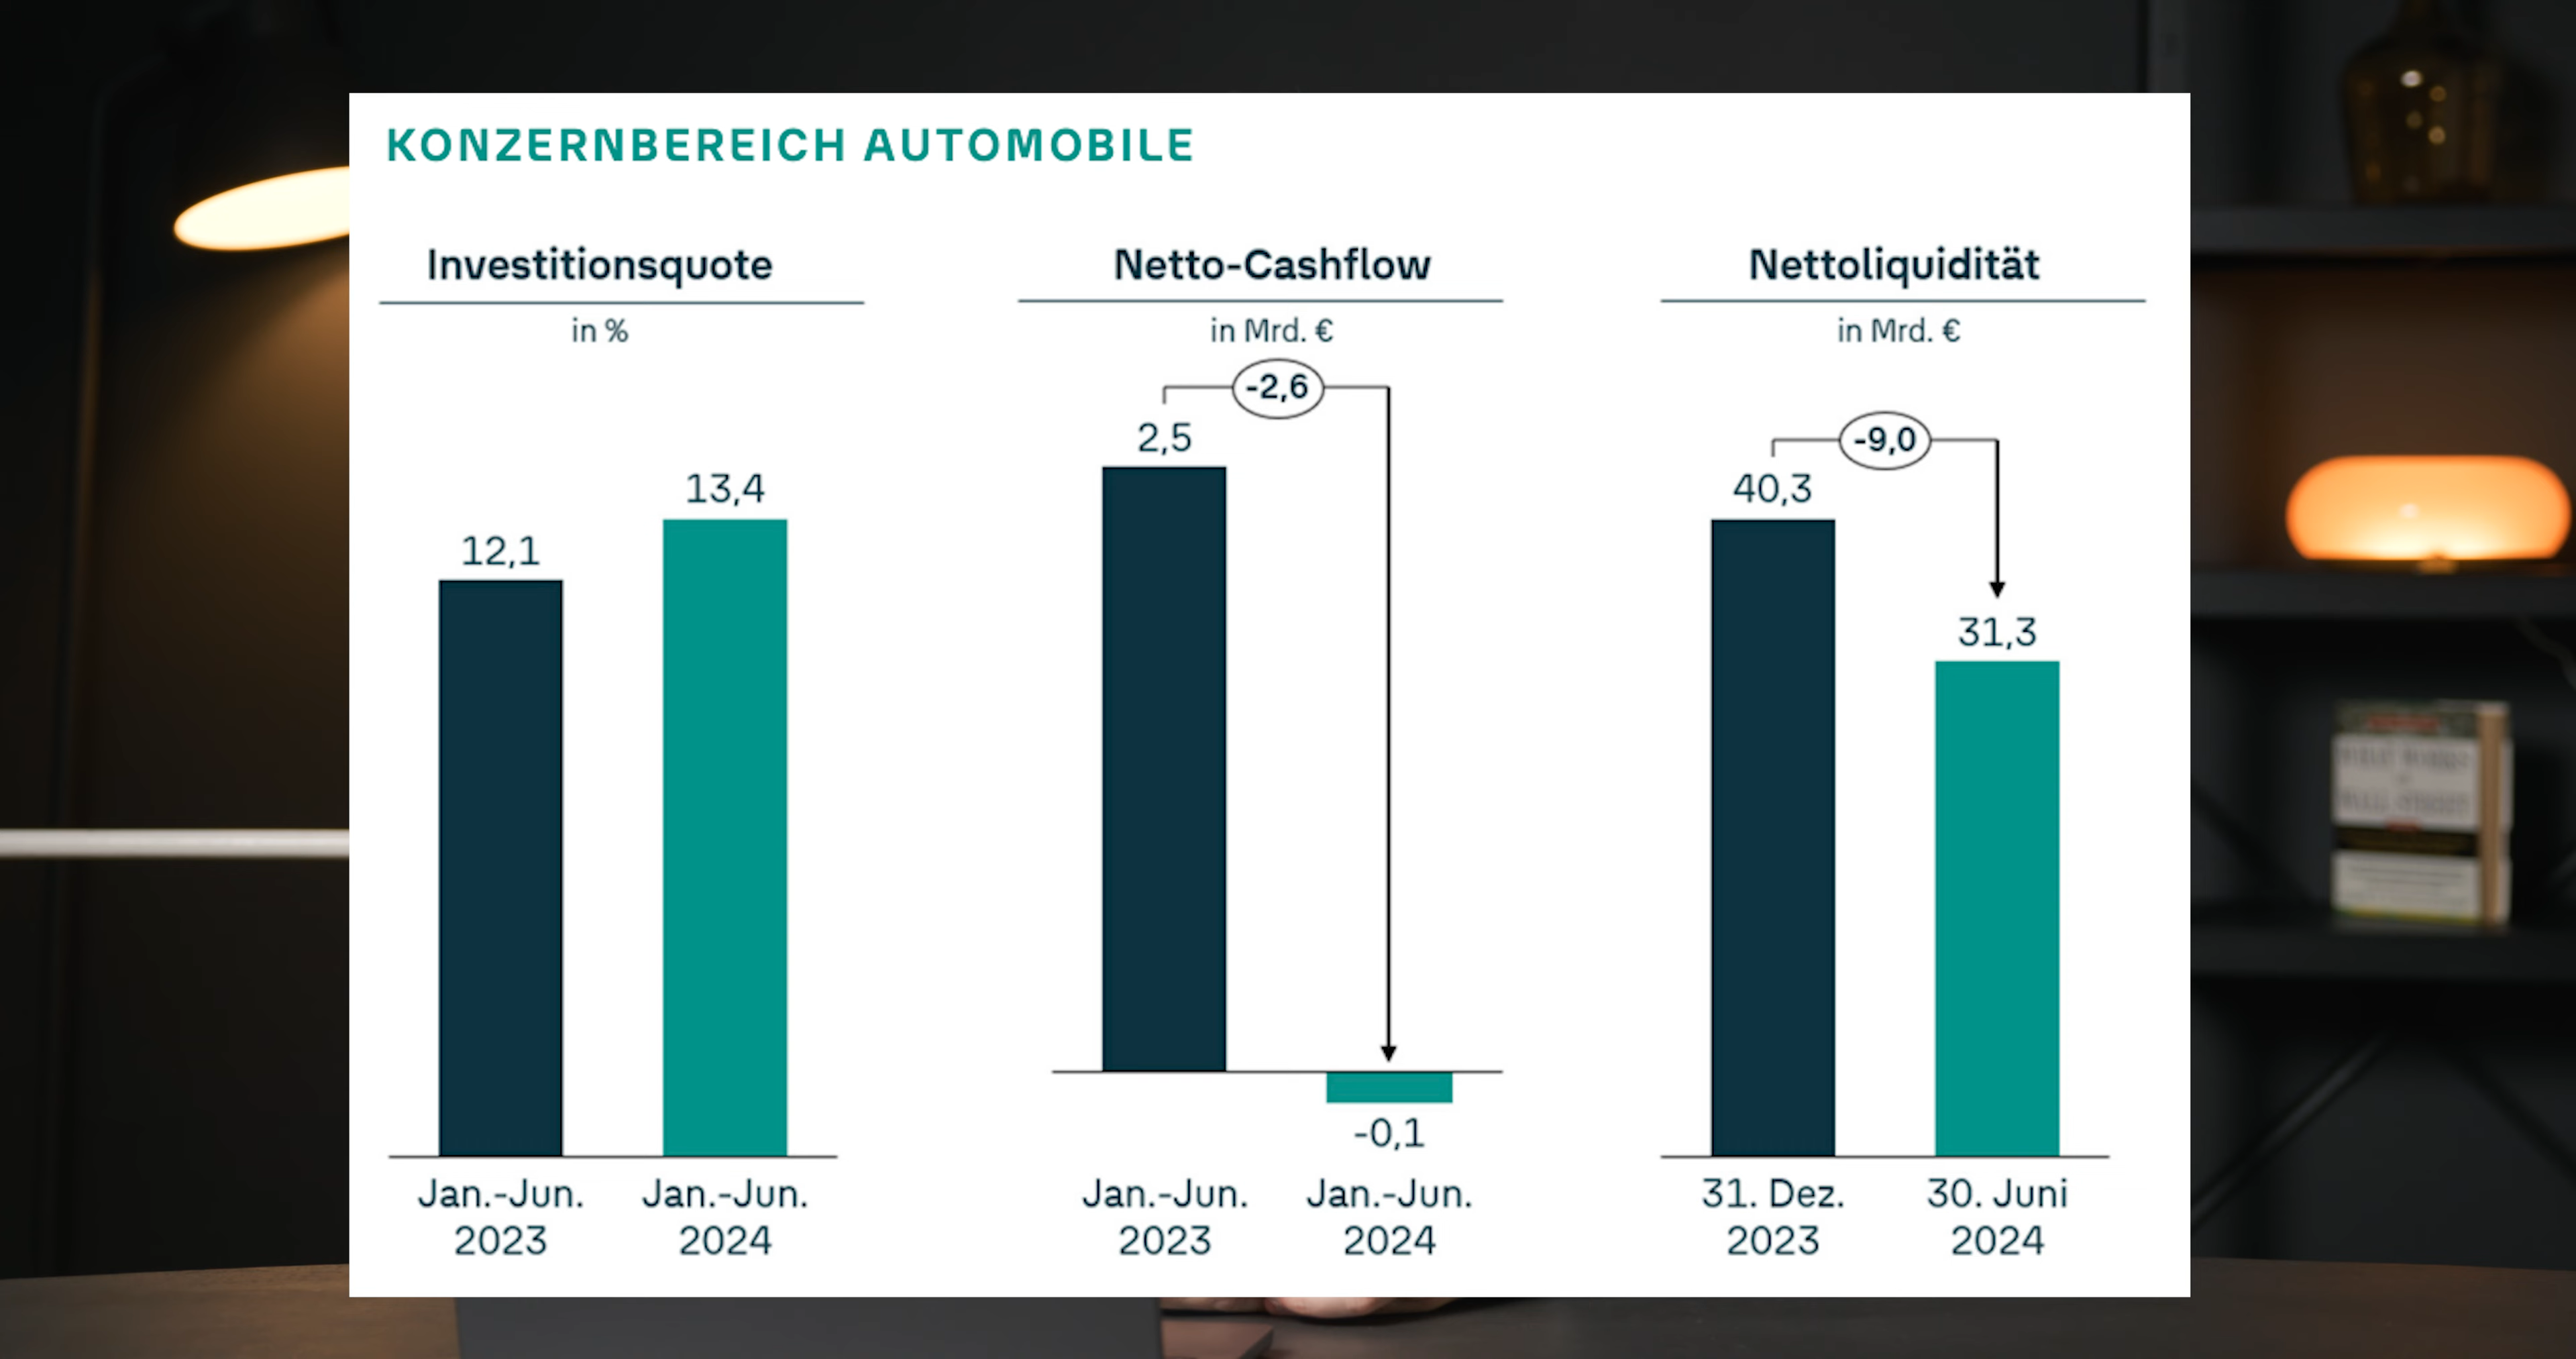 KONZERNBEREICH AUTOMOBILE
Investitionsquote
in %
12,1
13,4
Jan.-Jun.
2023
Jan.-Jun.
2024
Netto-Cashflow
in Mrd. €
-2,6
2,5
-0,1
Jan.-Jun.
2023
Jan.-Jun.
2024
Nettoliquidität
in Mrd. €
-9,0
40,3
31,3
31. Dez.
2023
30. Juni
2024